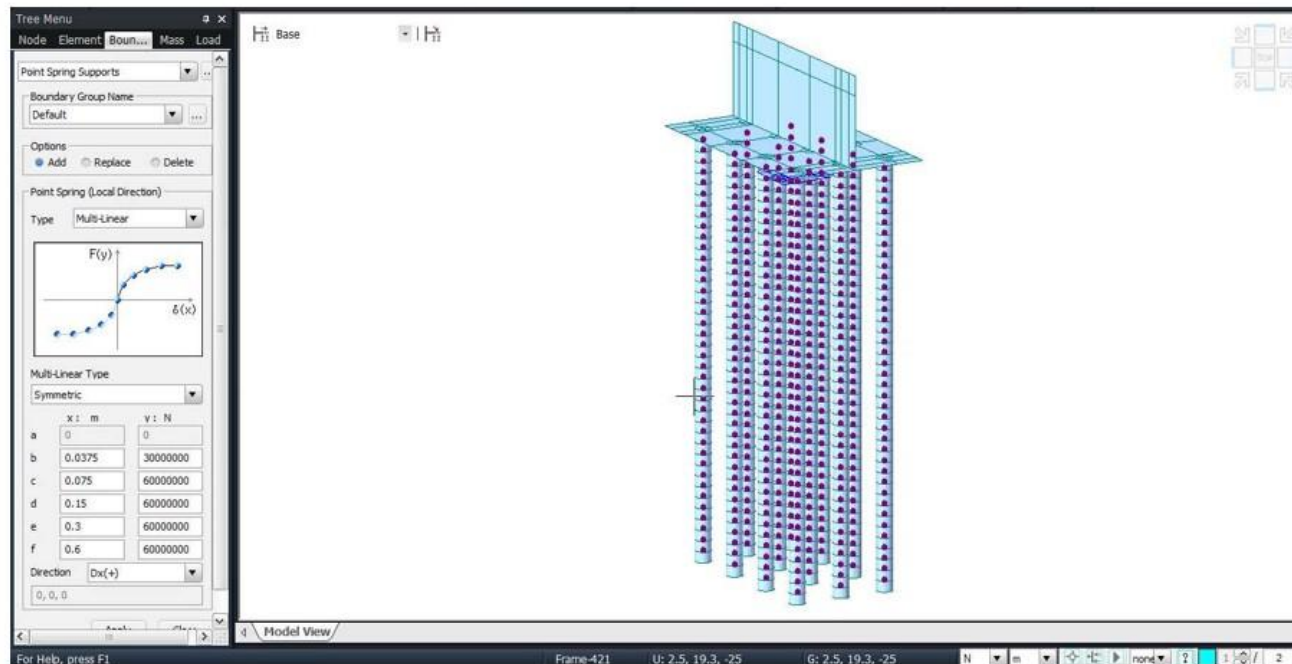 Tree Menu
Node Element Boun... Mass Load
Point Spring Supports
Boundary Group Name
Default
Options
Add Replace Delete
Point Spring (Local Direction)
Type Multi-Linear
F(y)
δ(x)
Multi-Linear Type
Symmetric
x: m y: N
a 0 0
b 0.0375 30000000
c 0.075 60000000
d 0.15 60000000
e 0.3 60000000
f 0.6 60000000
Direction Dx(+)
0, 0, 0
Base
Model View
For Help, press F1
Frame-421 U: 2.5, 19.3, -25 G: 2.5, 19.3, -25 N m none ? 1 / 2